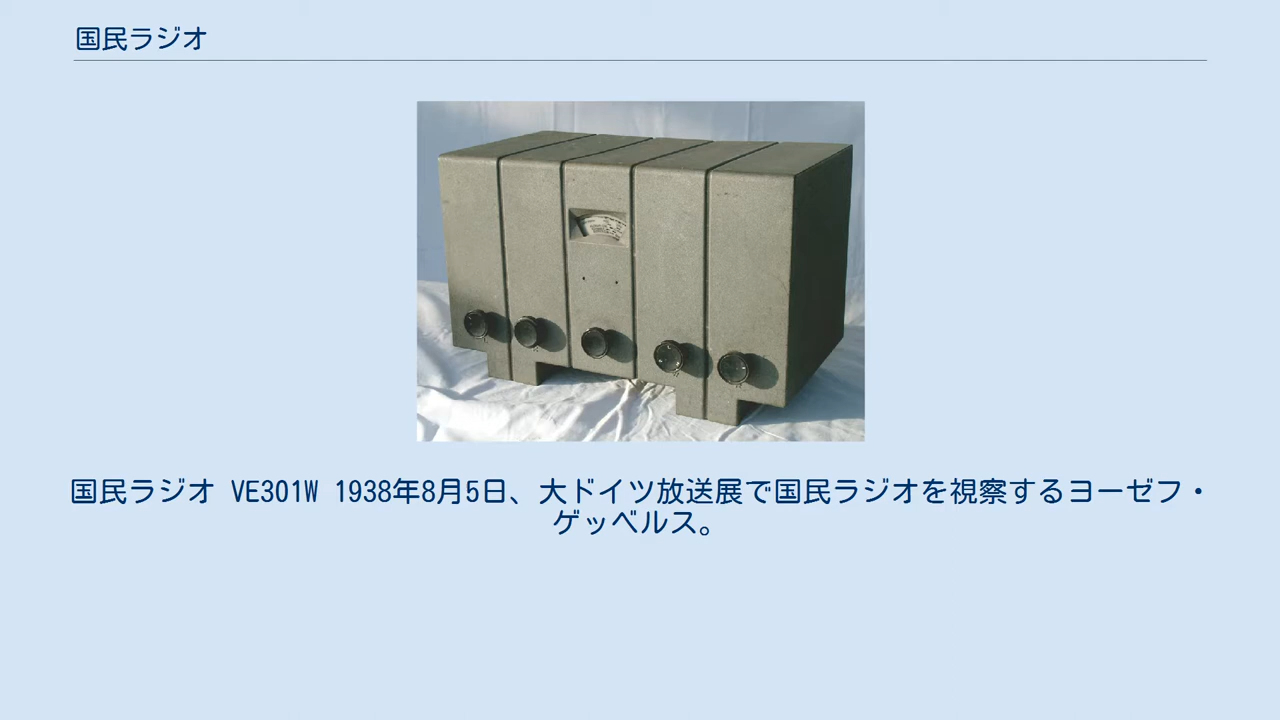 国民ラジオ
国民ラジオ VE301W 1938年8月5日、大ドイツ放送展で国民ラジオを視察するヨーゼフ・
ゲッベルス。